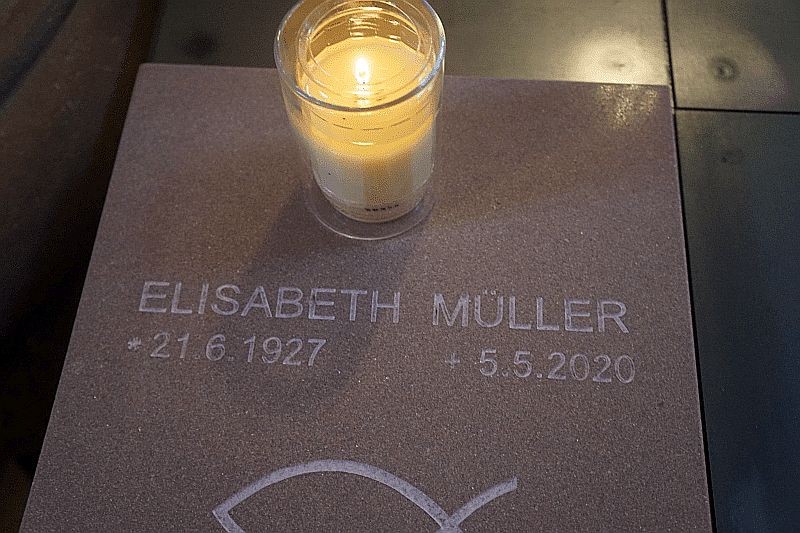 ELISABETH MÜLLER
* 21.6.1927 + 5.5.2020